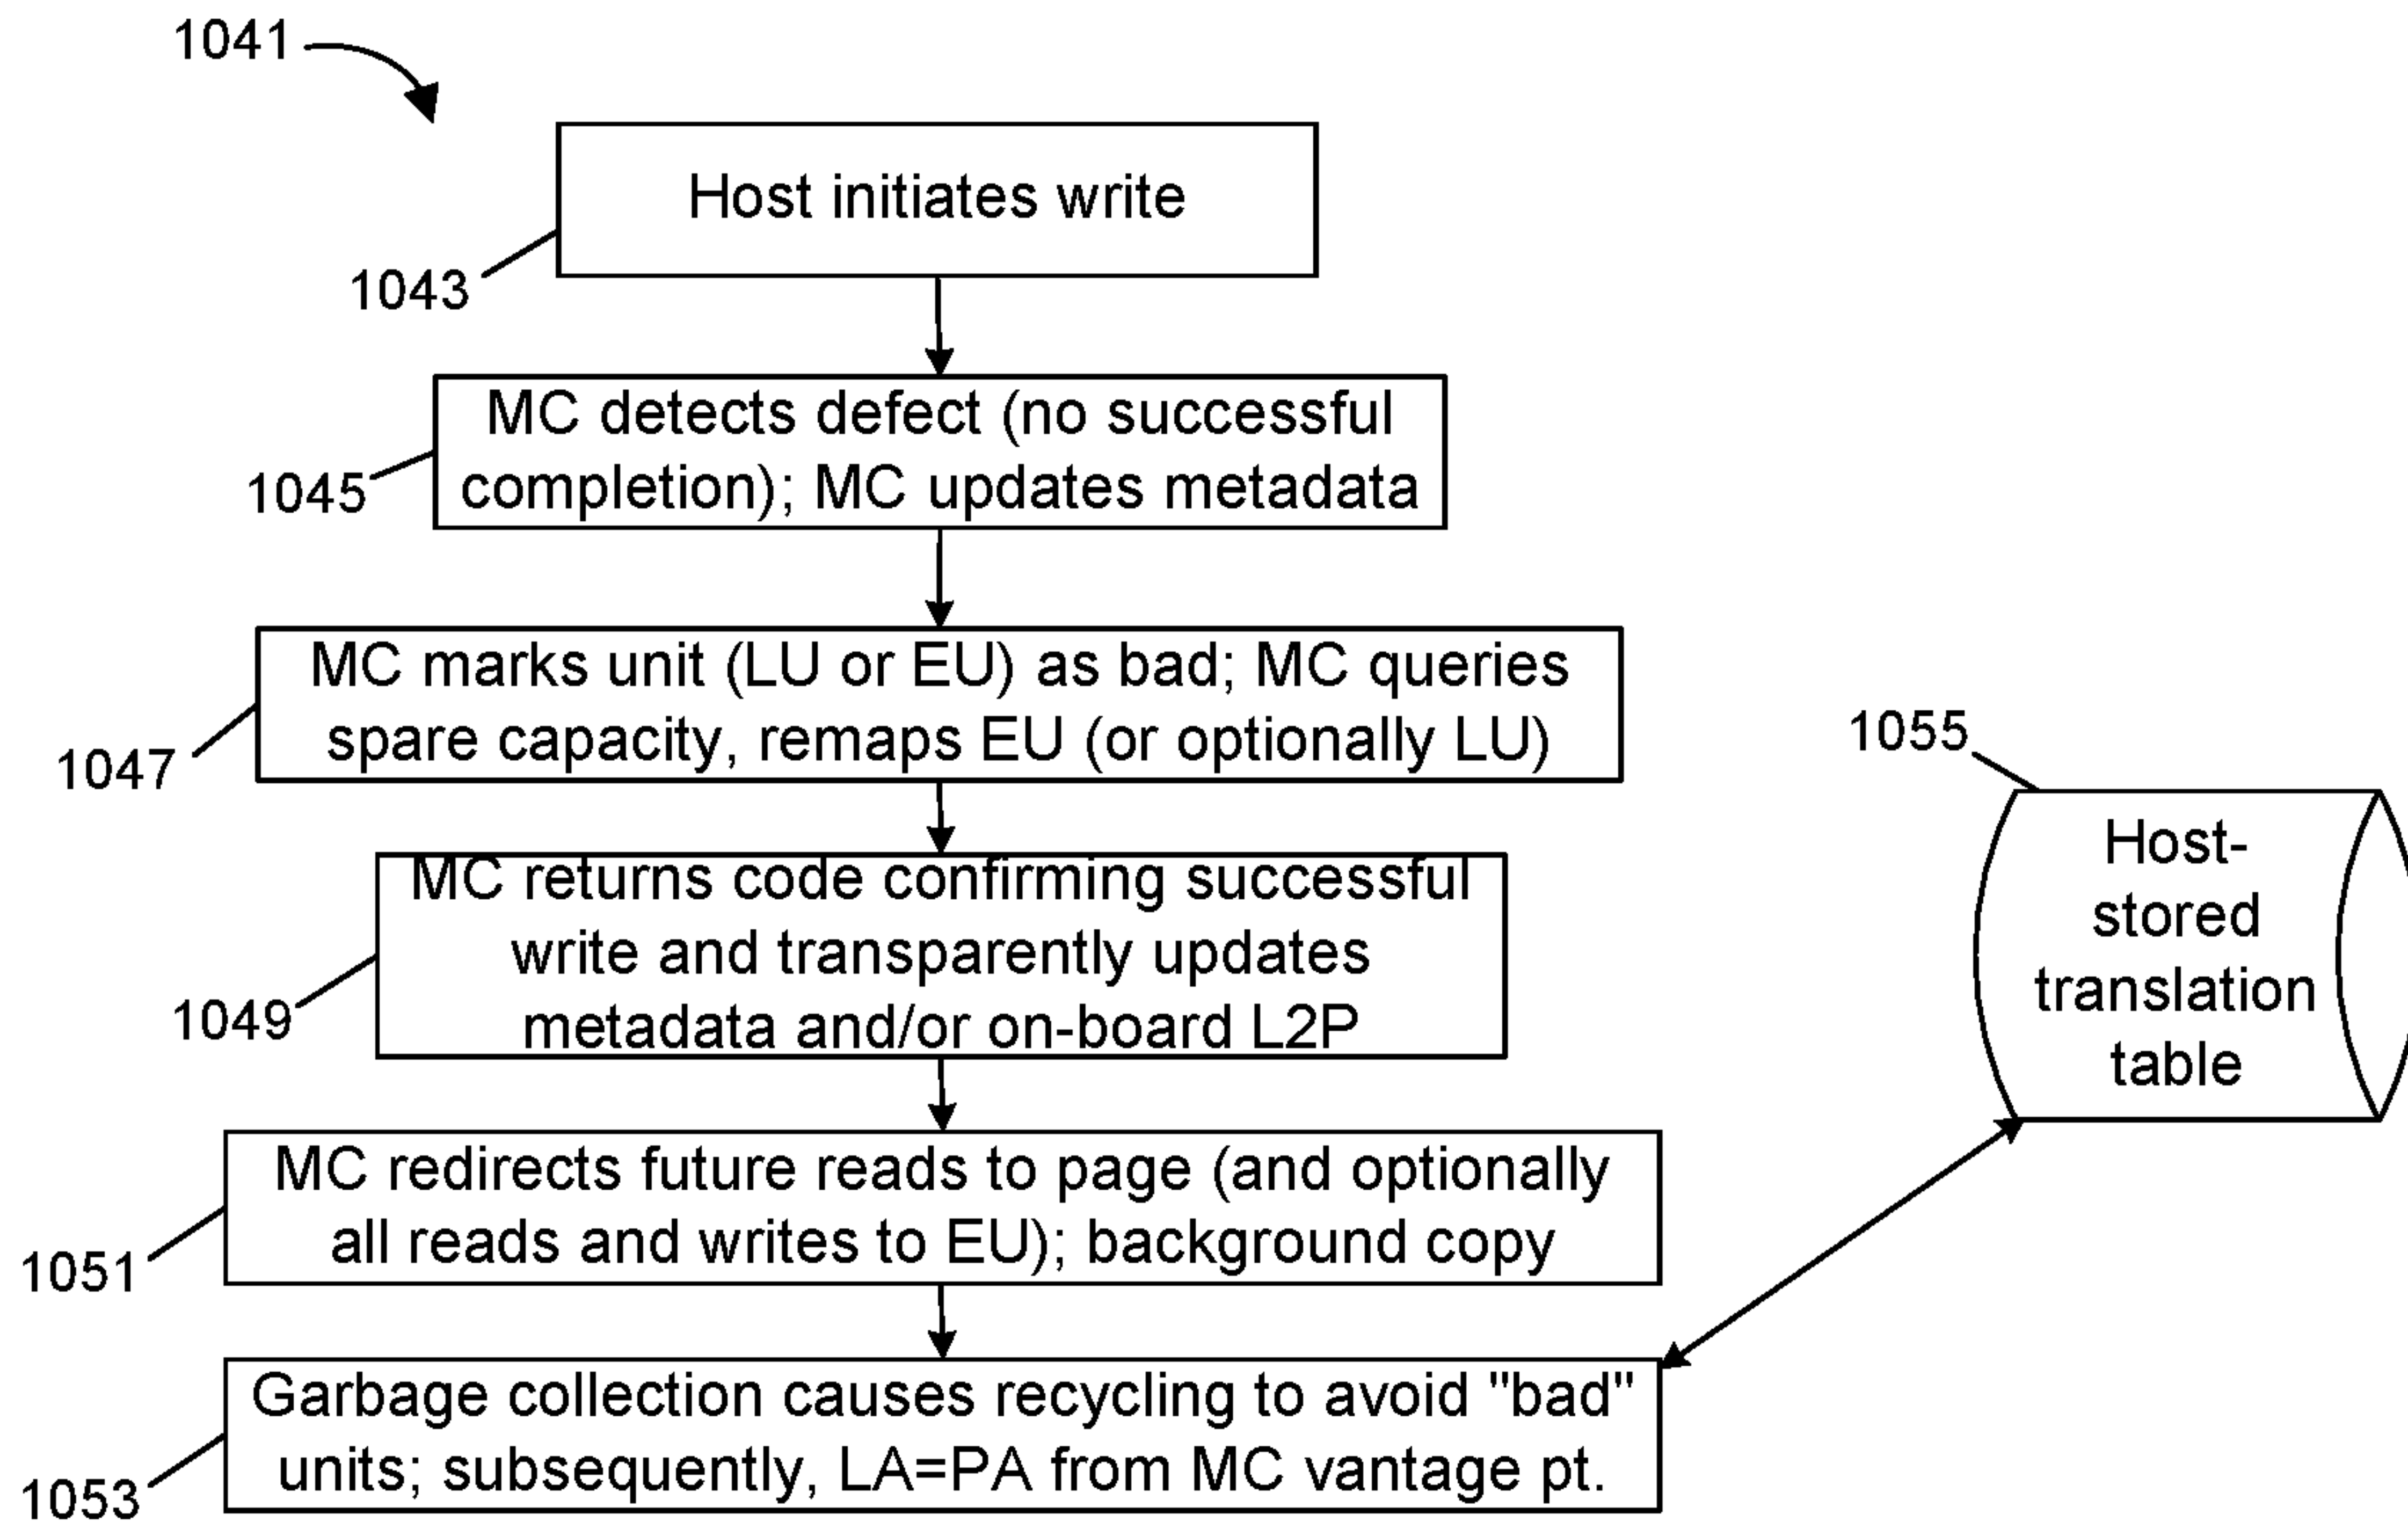 1041
Host initiates write
1043
MC detects defect (no successful
completion); MC updates metadata
1045
MC marks unit (LU or EU) as bad; MC queries
spare capacity, remaps EU (or optionally LU)
1047
MC returns code confirming successful
write and transparently updates
metadata and/or on-board L2P
1049
1055
Host-
stored
translation
table
MC redirects future reads to page (and optionally
all reads and writes to EU); background copy
1051
Garbage collection causes recycling to avoid "bad"
units; subsequently, LA=PA from MC vantage pt.
1053